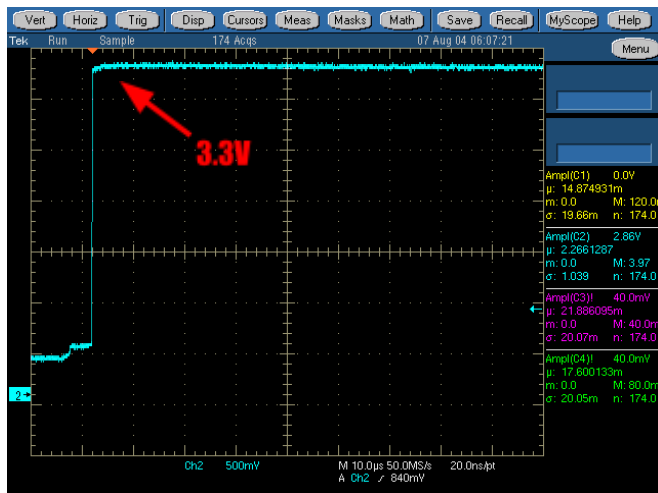 Vert Horiz Trig Disp Cursors Meas Masks Math Save Recall MyScope Help
Tek Run Sample 174 Acqs 07 Aug 04 06:07:21
Menu
3.3V
Ampl(C1) 0.0V
µ: 14.874931m
m: 0.0 M: 120.0m
σ: 19.66m n: 174.0
Ampl(C2) 2.86V
µ: 2.2661287
m: 0.0 M: 3.97
σ: 1.039 n: 174.0
Ampl(C3)! 40.0mV
µ: 21.886095m
m: 0.0 M: 40.0m
σ: 20.07m n: 174.0
Ampl(C4)! 40.0mV
µ: 17.600133m
m: 0.0 M: 80.0m
σ: 20.05m n: 174.0
2
Ch2 500mV M 10.0µs 50.0MS/s 20.0ns/pt
A Ch2 ∕ 840mV